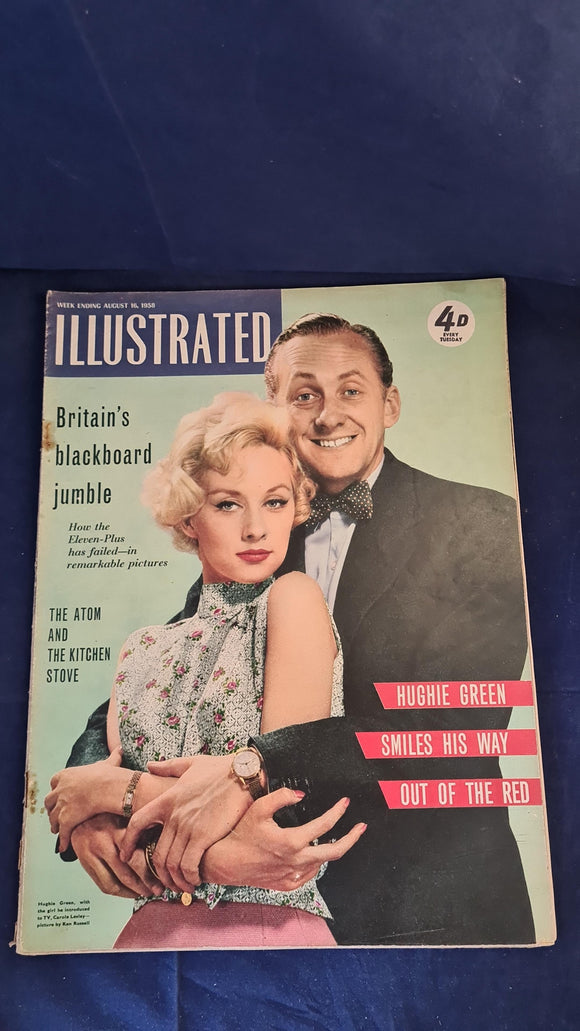 WEEK ENDING AUGUST 16, 1958
ILLUSTRATED
4D
EVERY
TUESDAY
Britain's
blackboard
jumble
How the
Eleven-Plus
has failed—in
remarkable pictures
THE ATOM
AND
THE KITCHEN
STOVE
HUGHIE GREEN
SMILES HIS WAY
OUT OF THE RED
Hughie Green, with
the girl he introduced
to TV, Carole Lesley—
picture by Ken Russell